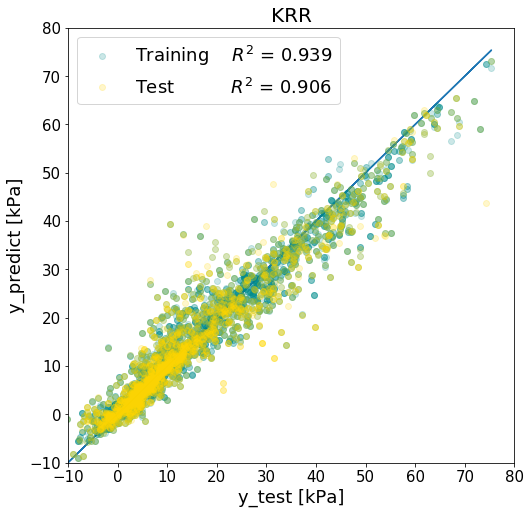 KRR
Training R² = 0.939
Test R² = 0.906
80
70
60
50
40
30
20
10
0
−10
y_predict [kPa]
−10 0 10 20 30 40 50 60 70 80
y_test [kPa]